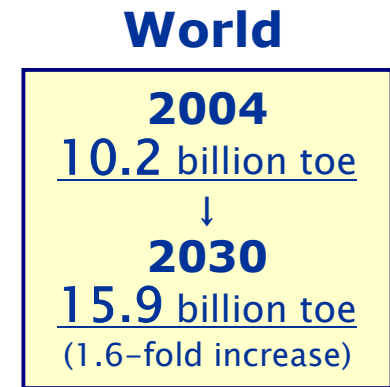 World
2004
10.2 billion toe
↓
2030
15.9 billion toe
(1.6-fold increase)